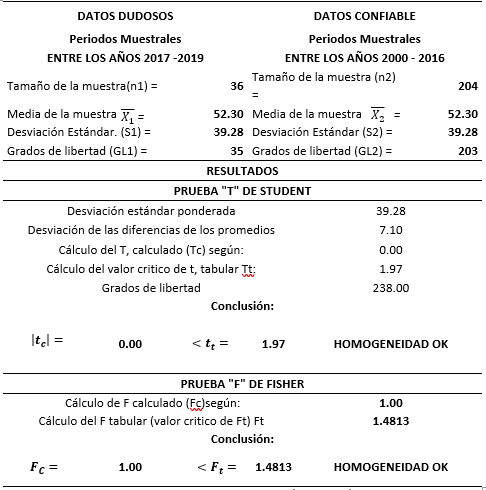 DATOS DUDOSOS DATOS CONFIABLE
Periodos Muestrales Periodos Muestrales
ENTRE LOS AÑOS 2017 -2019 ENTRE LOS AÑOS 2000 - 2016
Tamaño de la muestra(n1) = 36 Tamaño de la muestra (n2) = 204
Media de la muestra X̅₁ = 52.30 Media de la muestra X̅₂ = 52.30
Desviación Estándar. (S1) = 39.28 Desviación Estándar (S2) = 39.28
Grados de libertad (GL1) = 35 Grados de libertad (GL2) = 203
RESULTADOS
PRUEBA "T" DE STUDENT
Desviación estándar ponderada 39.28
Desviación de las diferencias de los promedios 7.10
Cálculo del T, calculado (Tc) según: 0.00
Cálculo del valor critico de t, tabular Tt: 1.97
Grados de libertad 238.00
Conclusión:
|t_c| = 0.00 < t_t = 1.97 HOMOGENEIDAD OK
PRUEBA "F" DE FISHER
Cálculo de F calculado (Fc)según: 1.00
Cálculo del F tabular (valor critico de Ft) Ft 1.4813
Conclusión:
F_C = 1.00 < F_t = 1.4813 HOMOGENEIDAD OK